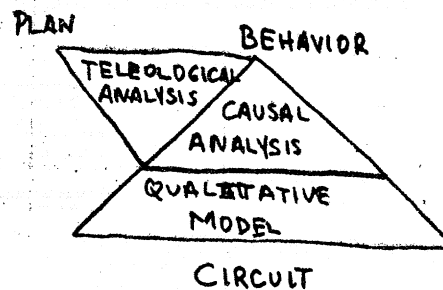 PLAN
BEHAVIOR
TELEOLOGICAL
ANALYSIS
CAUSAL
ANALYSIS
QUALITATIVE
MODEL
CIRCUIT